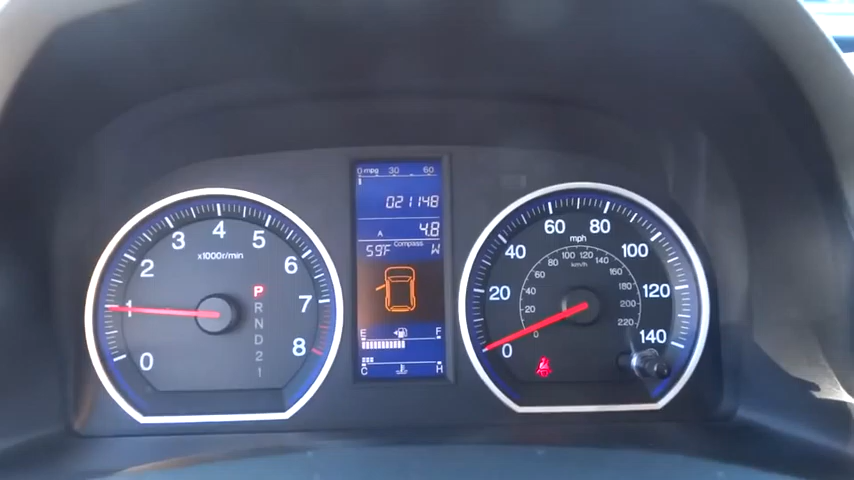 0 1 2 3 4 5 6 7 8
x1000r/min
P
R
N
D
2
1
0 mpg 30 60
021148
A 4.8
COMPASS
59°F W
E F
C H
0 20 40 60 80 100 120 140
mph
0 20 40 60 80 100 120 140 160 180 200 220
km/h